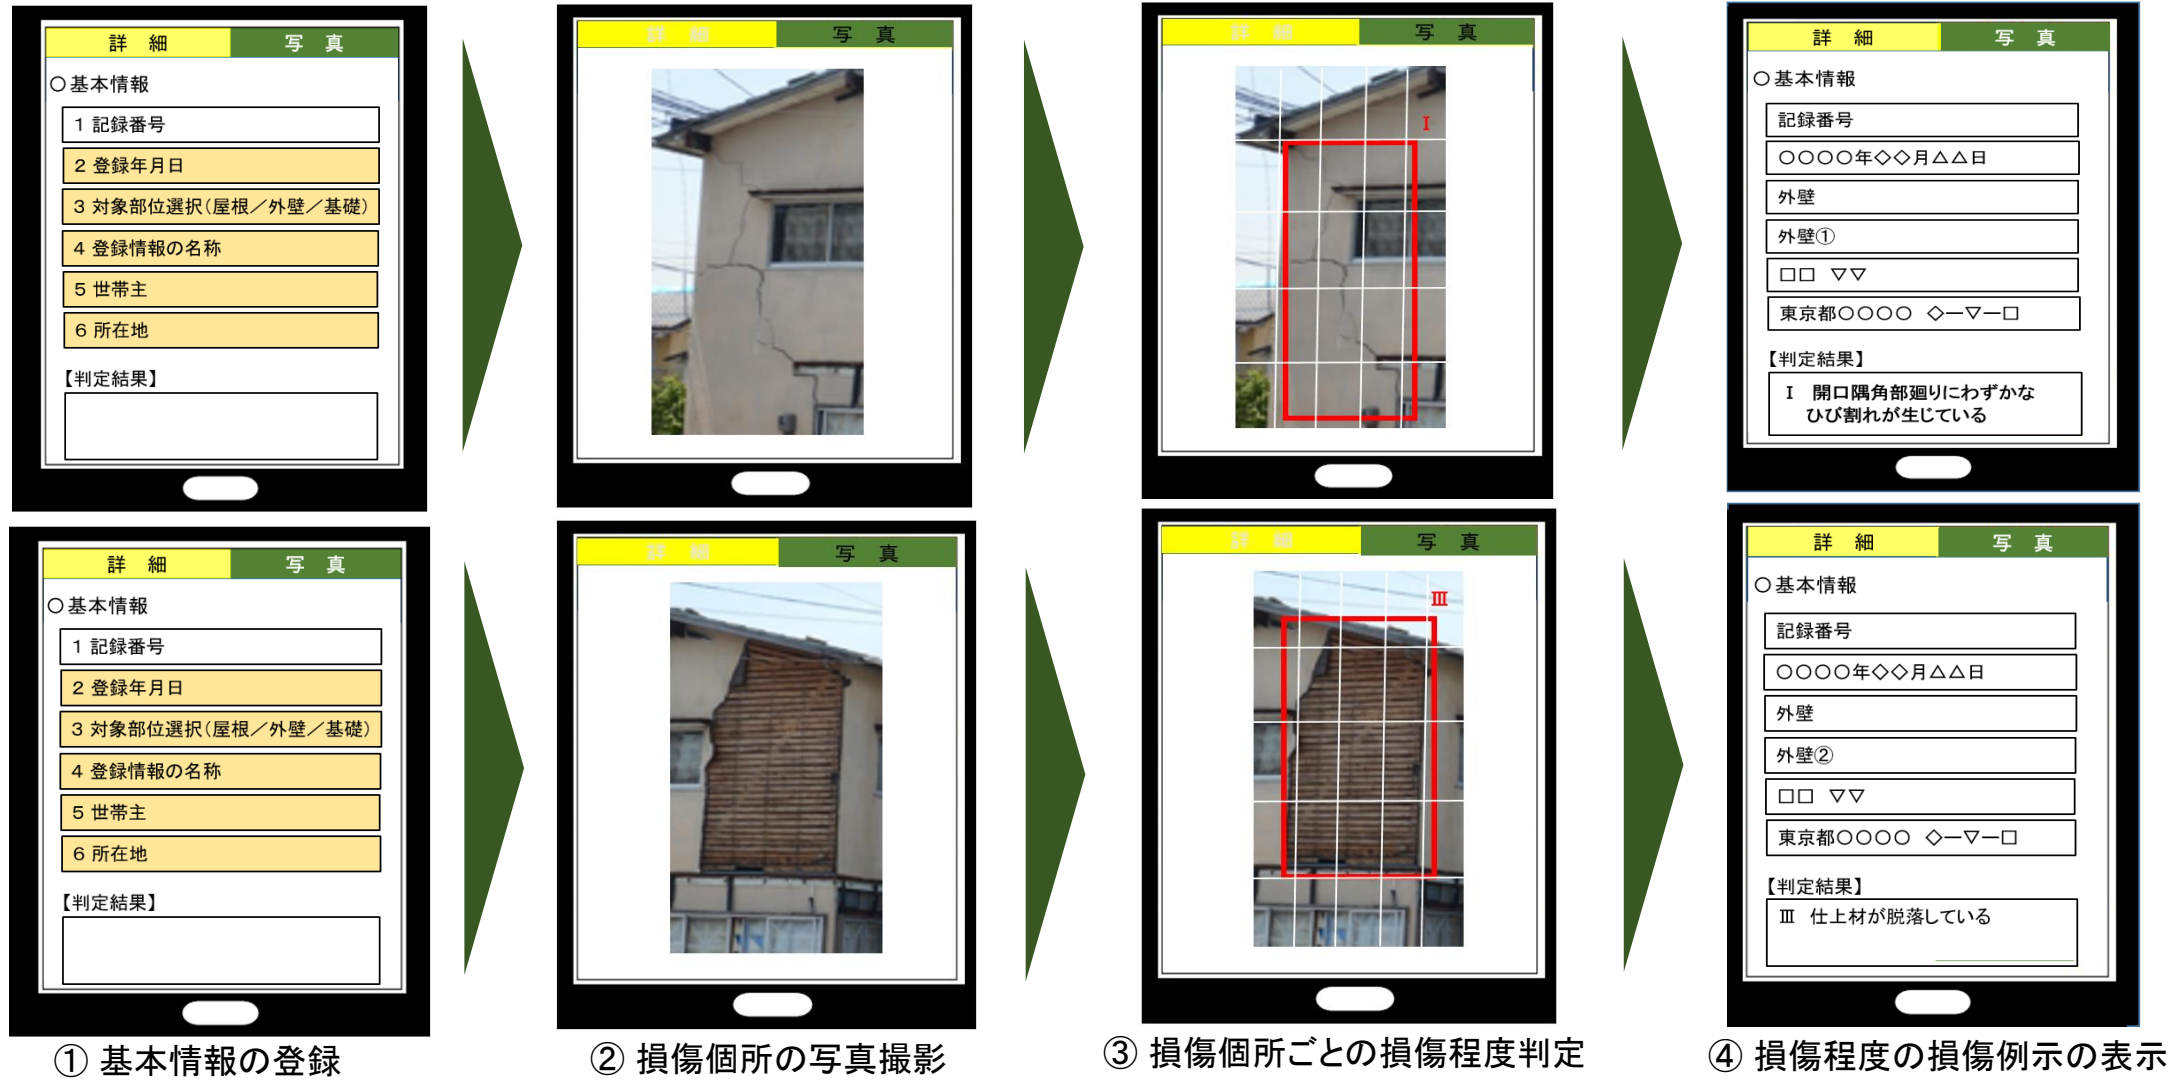 詳 細
写 真
○基本情報
1 記録番号
2 登録年月日
3 対象部位選択（屋根／外壁／基礎）
4 登録情報の名称
5 世帯主
6 所在地
【判定結果】
詳 細
写 真
詳 細
写 真
Ⅰ
詳 細
写 真
○基本情報
記録番号
○○○○年◇◇月△△日
外壁
外壁①
□□ ▽▽
東京都○○○○ ◇ー▽ー□
【判定結果】
Ⅰ 開口隅角部廻りにわずかな
ひび割れが生じている
詳 細
写 真
○基本情報
1 記録番号
2 登録年月日
3 対象部位選択（屋根／外壁／基礎）
4 登録情報の名称
5 世帯主
6 所在地
【判定結果】
詳 細
写 真
詳 細
写 真
Ⅲ
詳 細
写 真
○基本情報
記録番号
○○○○年◇◇月△△日
外壁
外壁②
□□ ▽▽
東京都○○○○ ◇ー▽ー□
【判定結果】
Ⅲ 仕上材が脱落している
① 基本情報の登録
② 損傷個所の写真撮影
③ 損傷個所ごとの損傷程度判定
④ 損傷程度の損傷例示の表示